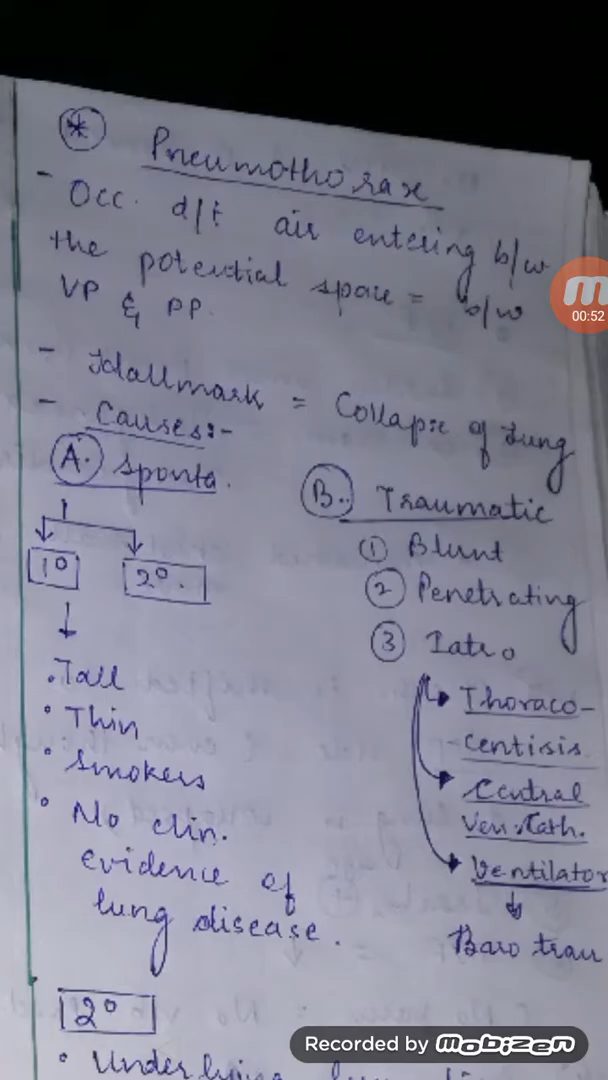 * Pneumothorax
- Occ. d/t air entering b/w
the potential space = b/w
VP & PP.
- Hallmark = Collapse of Lung
- Causes:-
A. Sponta.
1° 2°.
• Tall
• Thin
• Smokers
• No clin.
evidence of
lung disease.
B. Traumatic
① Blunt
② Penetrating
③ Iatro
Thoraco-
centisis
Central
Ven. Cath.
Ventilator
Baro trau
2°
• Underlying
00:52
Recorded by mobizen